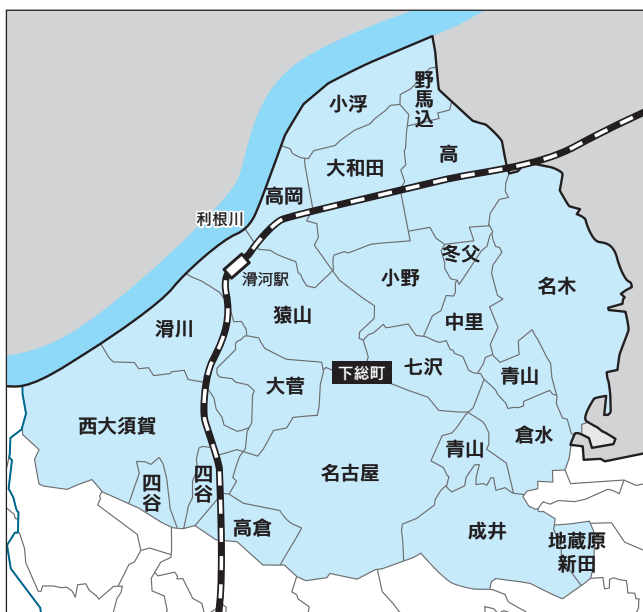 小浮
野馬込
大和田
高
高岡
利根川
冬父
小野
名木
滑河駅
猿山
中里
滑川
下総町
七沢
青山
大菅
西大須賀
倉水
青山
名古屋
四谷
四谷
高倉
成井
地蔵原
新田